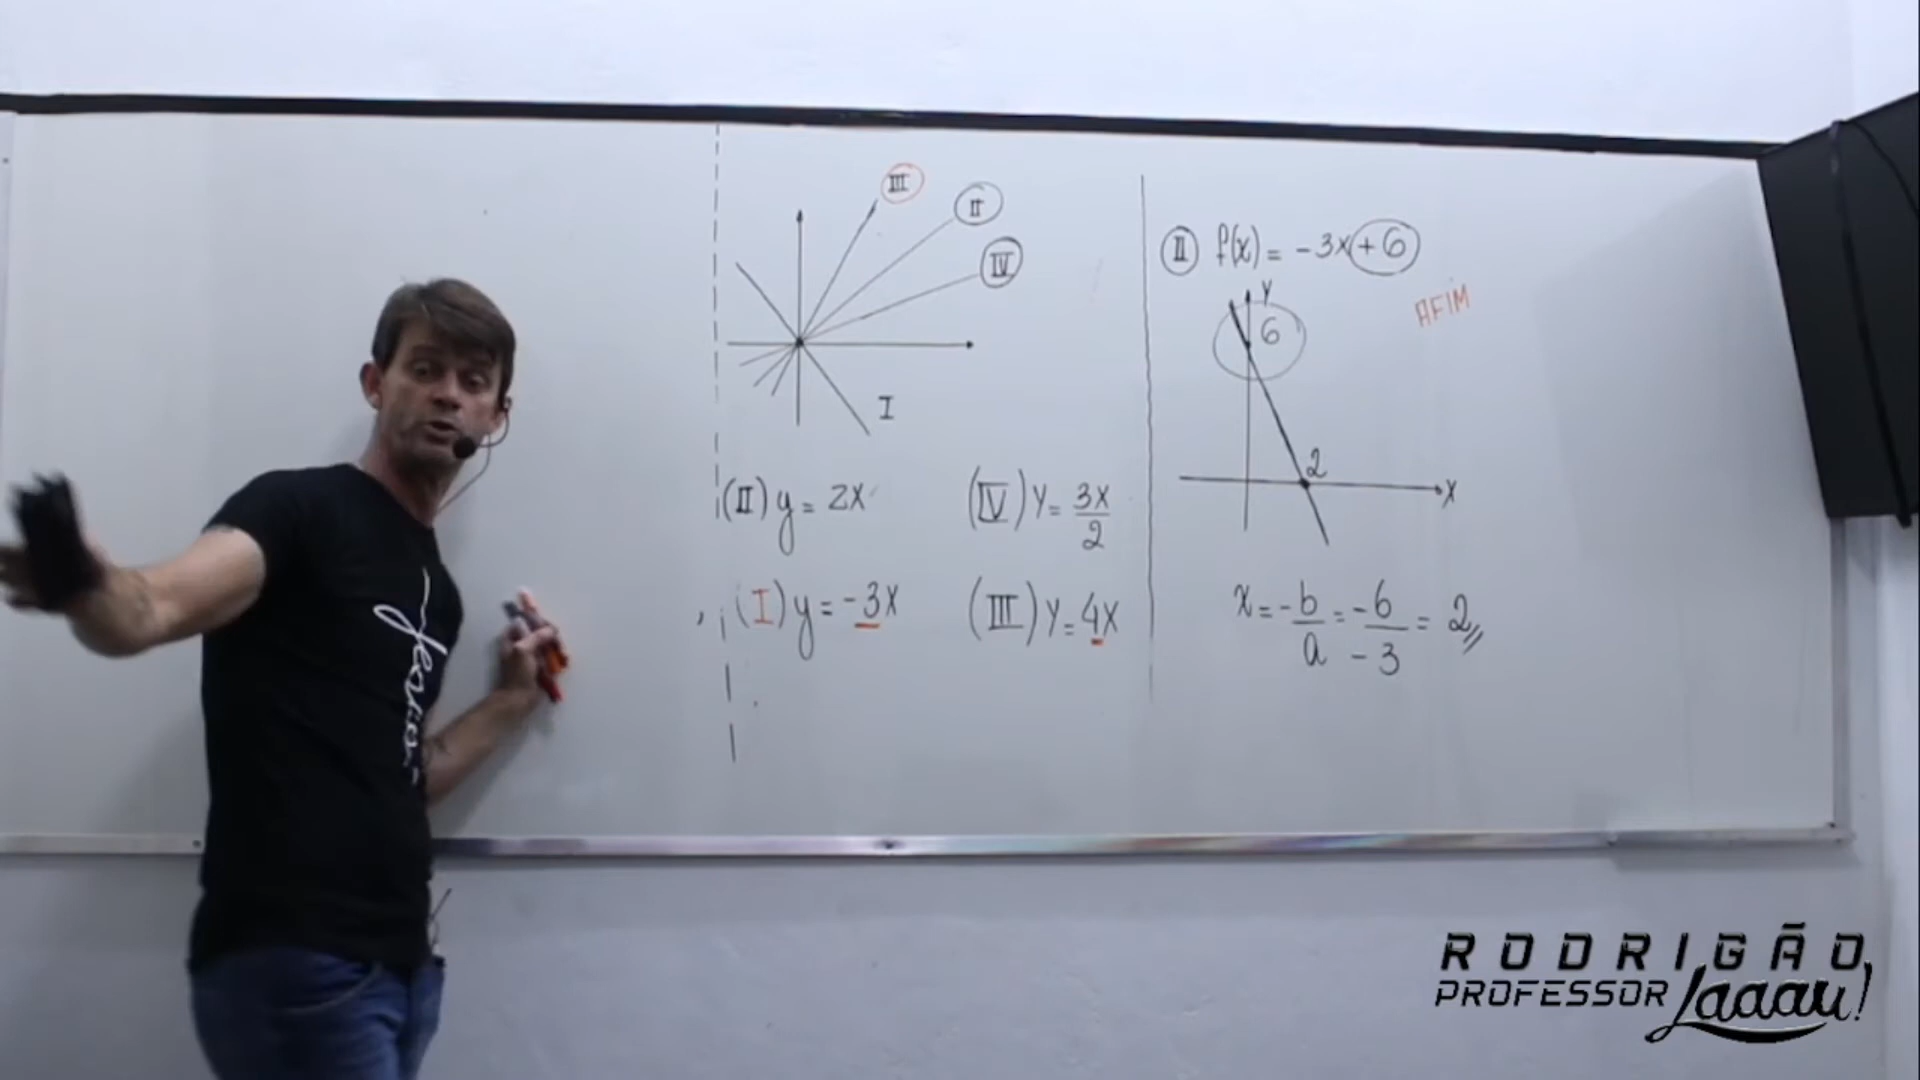 III
II
IV
I
(II) y = 2x
(IV) y = 3x/2
(I) y = -3x
(III) y = 4x
II f(x) = -3x + 6
AFIM
y
6
2
x
x = -b/a = -6/-3 = 2//
Jesus
RODRIGÃO
PROFESSOR Laaau!